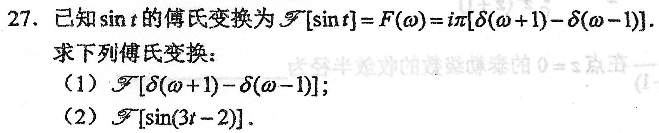 27. 已知 sin t 的傅氏变换为 ℱ[sin t] = F(ω) = iπ[δ(ω+1) − δ(ω−1)].
求下列傅氏变换:
(1) ℱ[δ(ω+1) − δ(ω−1)];
(2) ℱ[sin(3t − 2)].